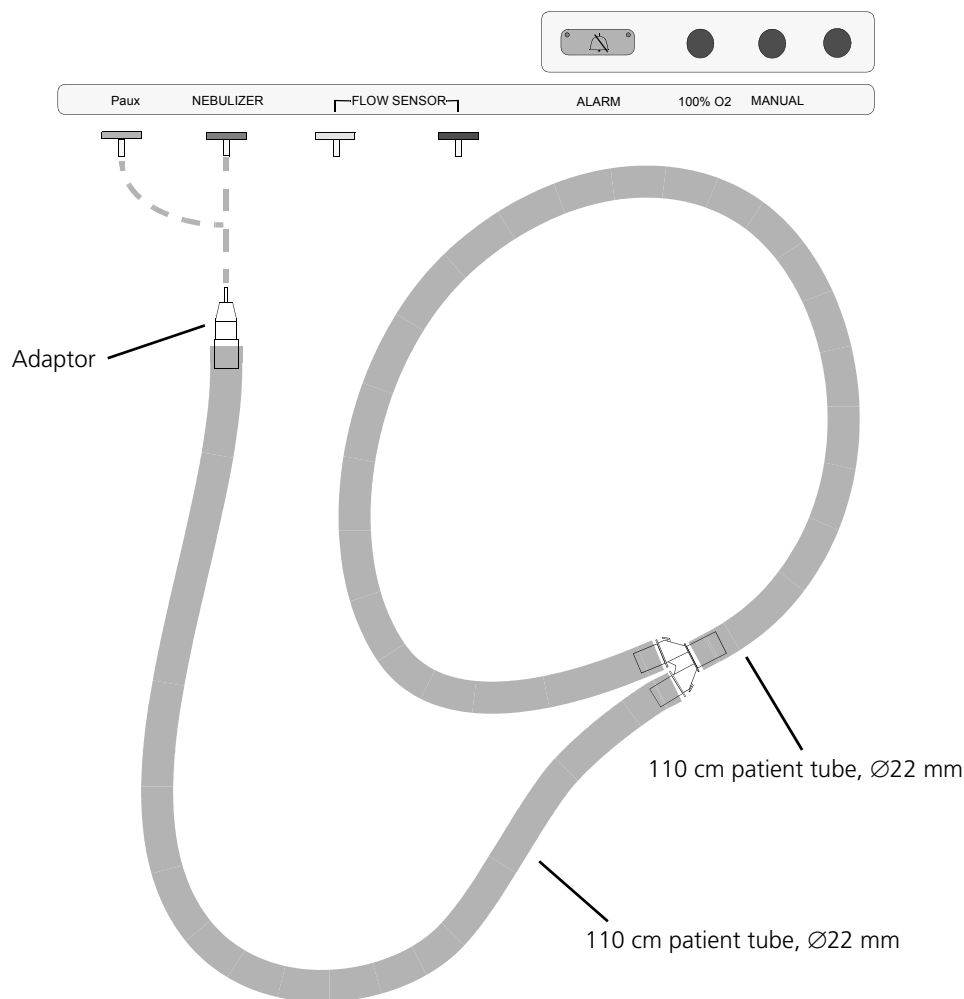 Paux NEBULIZER FLOW SENSOR ALARM 100% O2 MANUAL
Adaptor
110 cm patient tube, ∅22 mm
110 cm patient tube, ∅22 mm